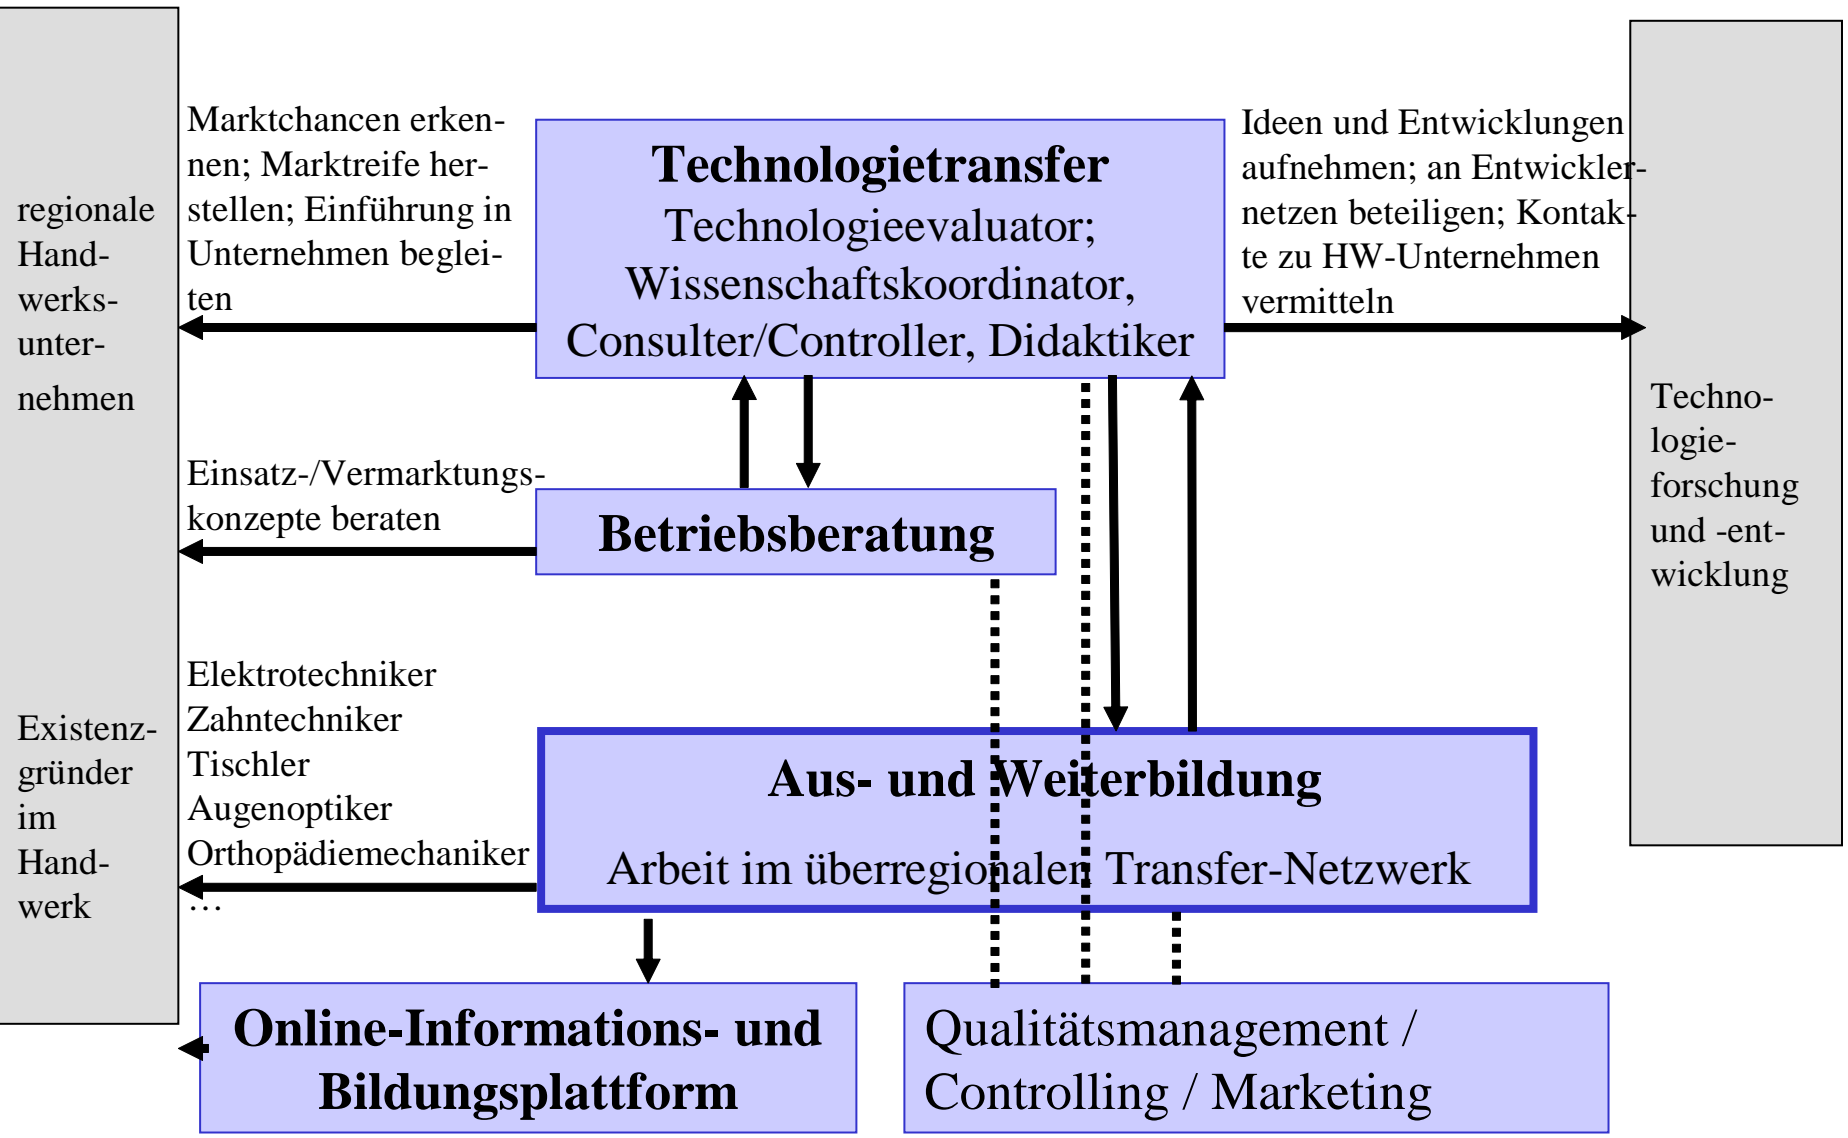 regionale
Hand-
werks-
unter-
nehmen
Existenz-
gründer
im
Hand-
werk
Marktchancen erken-
nen; Marktreife her-
stellen; Einführung in
Unternehmen beglei-
ten
Einsatz-/Vermarktungs-
konzepte beraten
Elektrotechniker
Zahntechniker
Tischler
Augenoptiker
Orthopädiemechaniker
…
Technologietransfer
Technologieevaluator;
Wissenschaftskoordinator,
Consulter/Controller, Didaktiker
Betriebsberatung
Aus- und Weiterbildung
Arbeit im überregionalen Transfer-Netzwerk
Online-Informations- und
Bildungsplattform
Qualitätsmanagement /
Controlling / Marketing
Ideen und Entwicklungen
aufnehmen; an Entwickler-
netzen beteiligen; Kontak-
te zu HW-Unternehmen
vermitteln
Techno-
logie-
forschung
und -ent-
wicklung